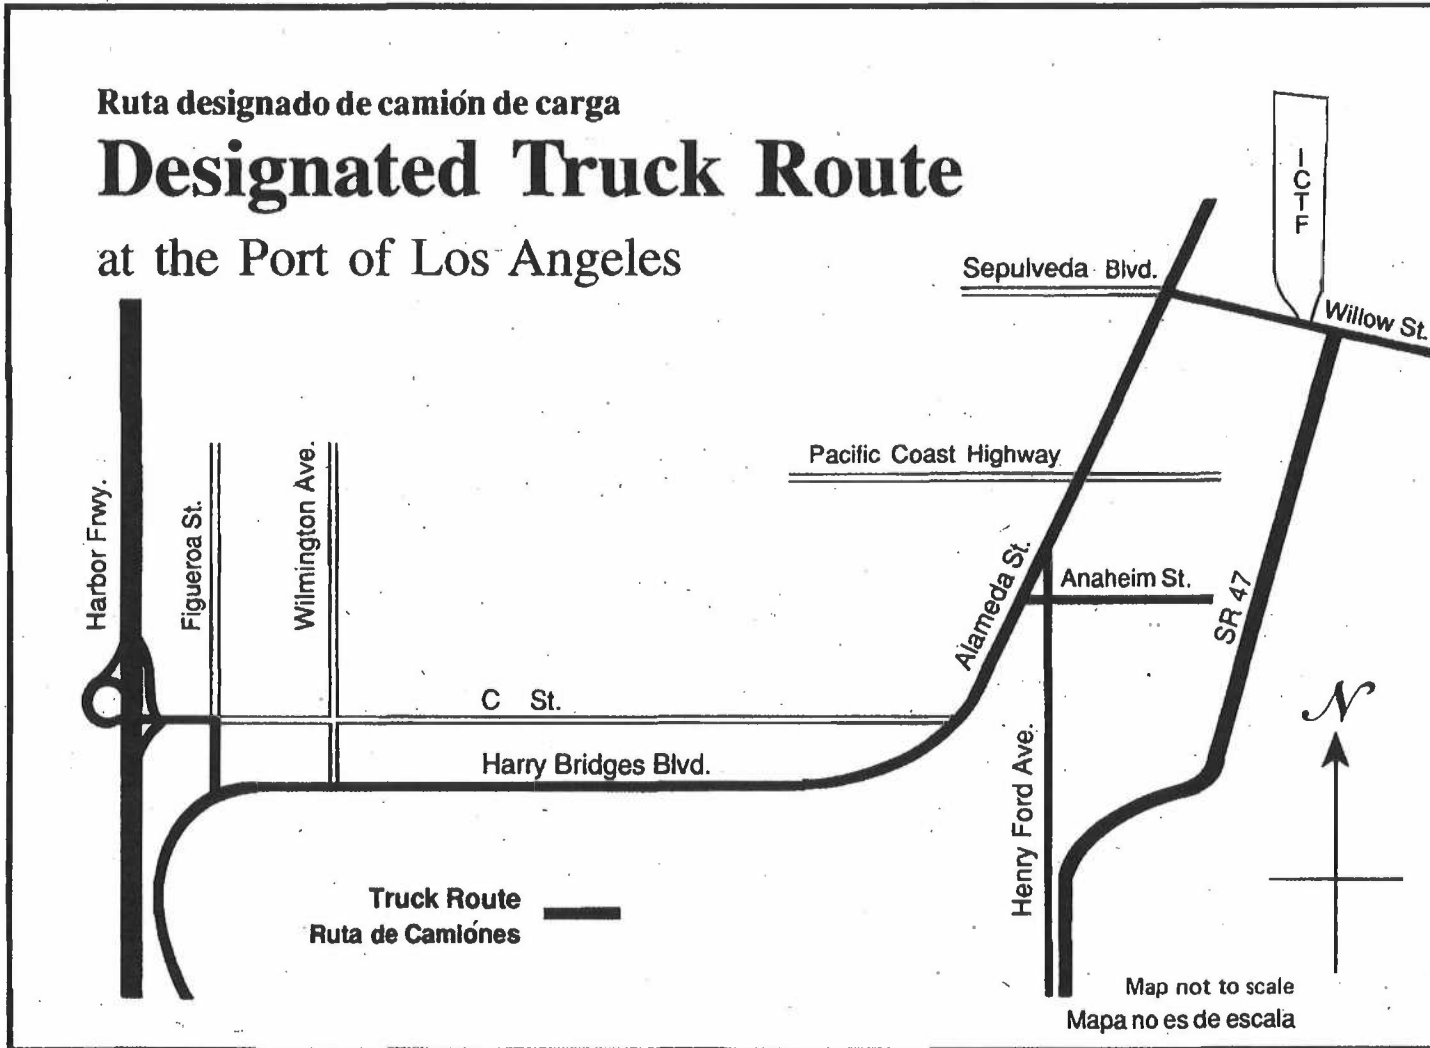 Ruta designado de camión de carga
Designated Truck Route
at the Port of Los Angeles
ICTF
Sepulveda Blvd.
Willow St.
Pacific Coast Highway
Harbor Frwy.
Figueroa St.
Wilmington Ave.
Alameda St.
Anaheim St.
SR 47
C St.
N
Harry Bridges Blvd.
Henry Ford Ave.
Truck Route
Ruta de Camiónes
Map not to scale
Mapa no es de escala